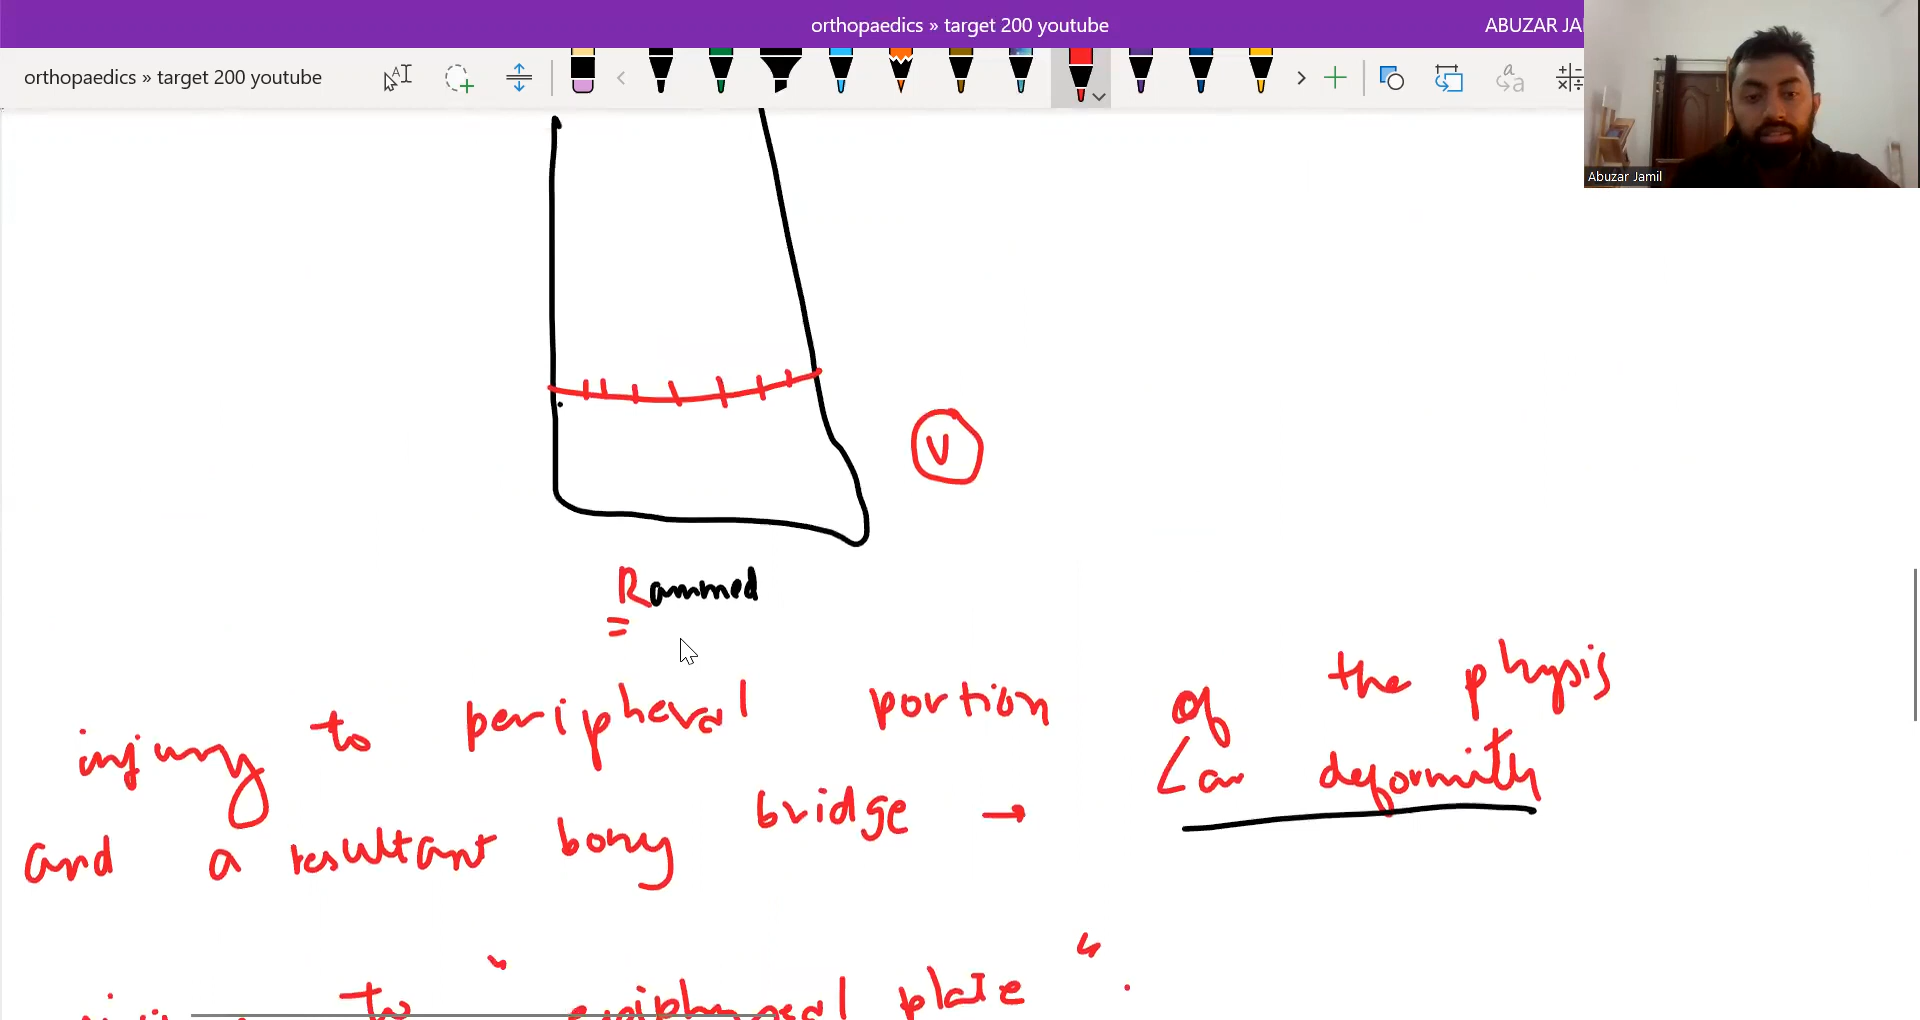 orthopaedics » target 200 youtube
ABUZAR JA
orthopaedics » target 200 youtube
Abuzar Jamil
V
Rammed
injury to peripheral portion of the physis
and a resultant bony bridge → deformity
to " epiphyseal plate ".